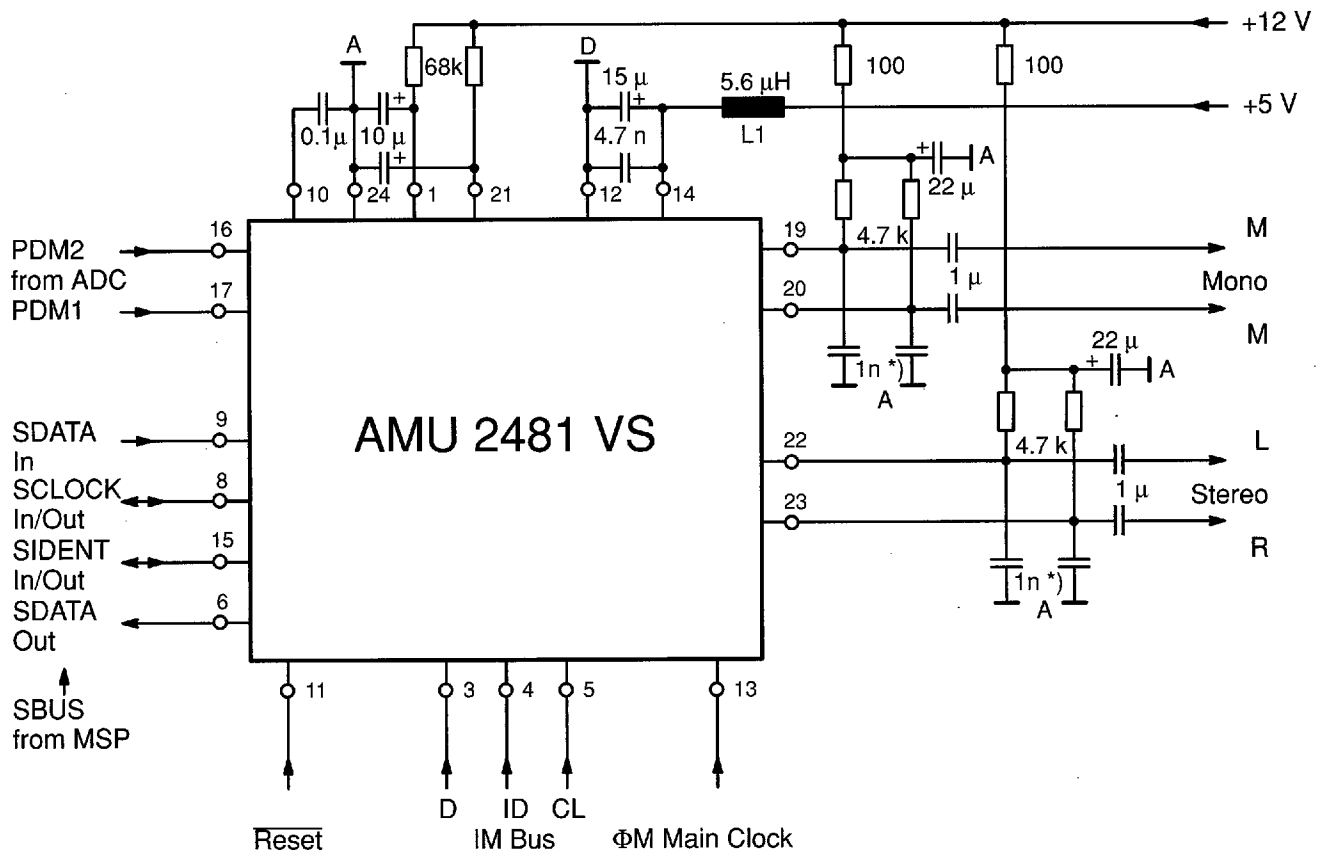 +12 V
A
D
68k
100
100
15 µ
5.6 µH
+5 V
+
+
L1
0.1µ
10 µ
4.7 n
+
+
A
22 µ
10
24
1
21
12
14
16
19
4.7 k
M
PDM2
from ADC
1 µ
Mono
17
20
PDM1
1 µ
M
22 µ
1n *)
+
A
A
9
SDATA
In
AMU 2481 VS
22
4.7 k
L
8
SCLOCK
In/Out
1 µ
Stereo
23
15
SIDENT
In/Out
R
1n *)
6
A
SDATA
Out
11
3
4
5
13
SBUS
from MSP
D
ID
CL
Reset
IM Bus
ΦM Main Clock